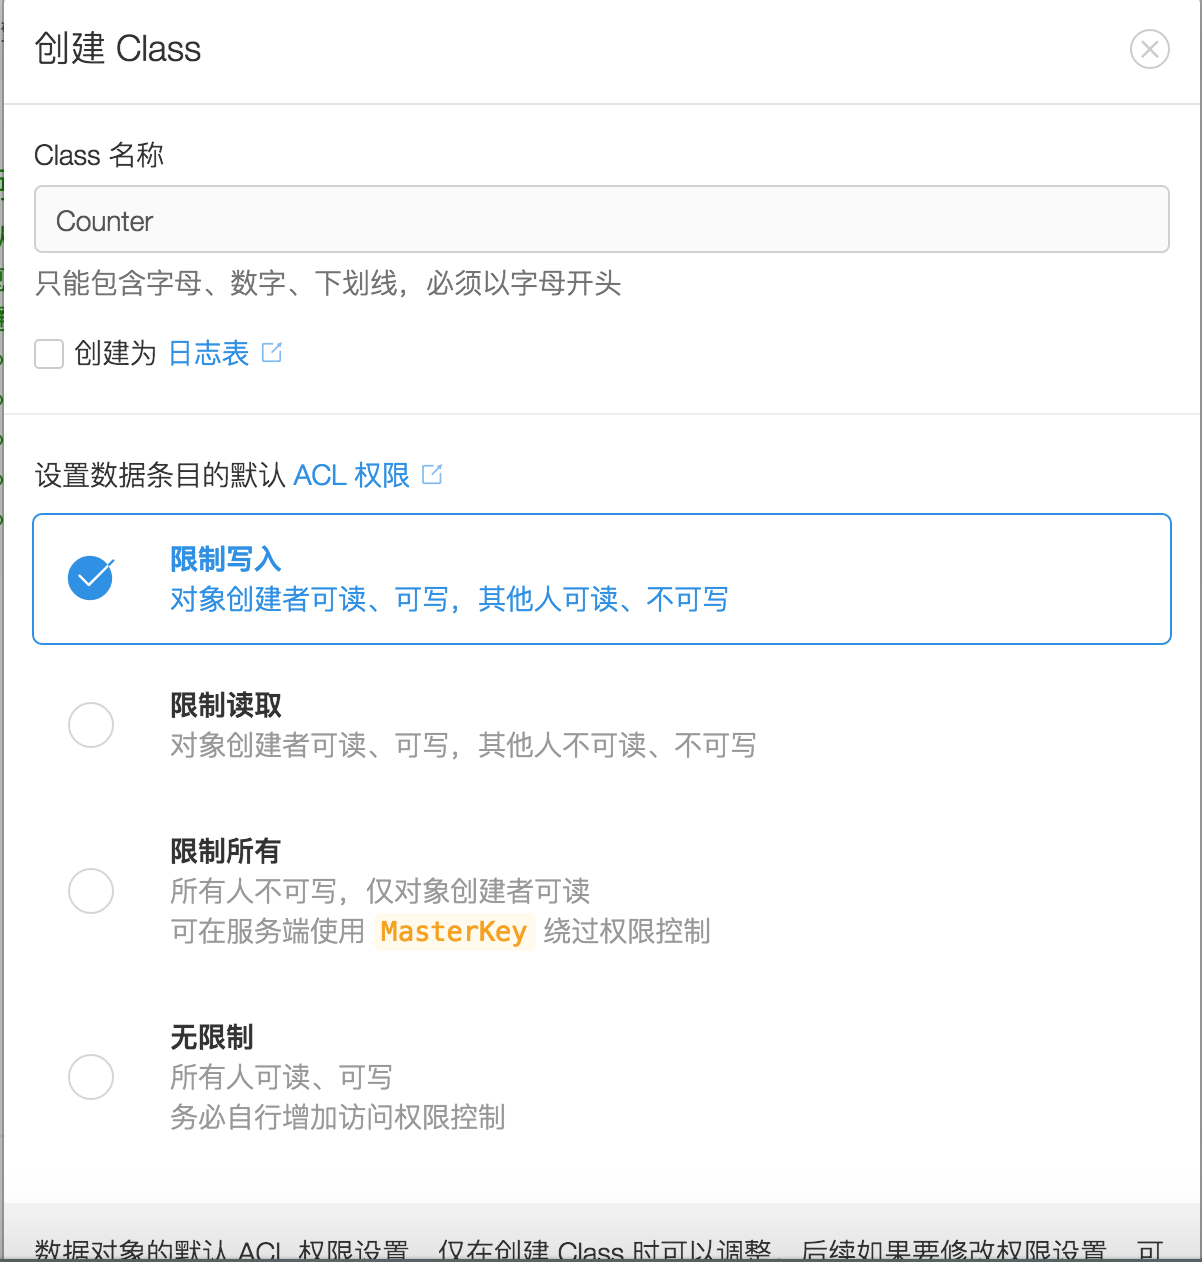 创建 Class
Class 名称
Counter
只能包含字母、数字、下划线，必须以字母开头
创建为 日志表
设置数据条目的默认 ACL 权限
限制写入
对象创建者可读、可写，其他人可读、不可写
限制读取
对象创建者可读、可写，其他人不可读、不可写
限制所有
所有人不可写，仅对象创建者可读
可在服务端使用 MasterKey 绕过权限控制
无限制
所有人可读、可写
务必自行增加访问权限控制
数据对象的默认 ACL 权限设置，仅在创建 Class 时可以调整，后续如果要修改权限设置，可